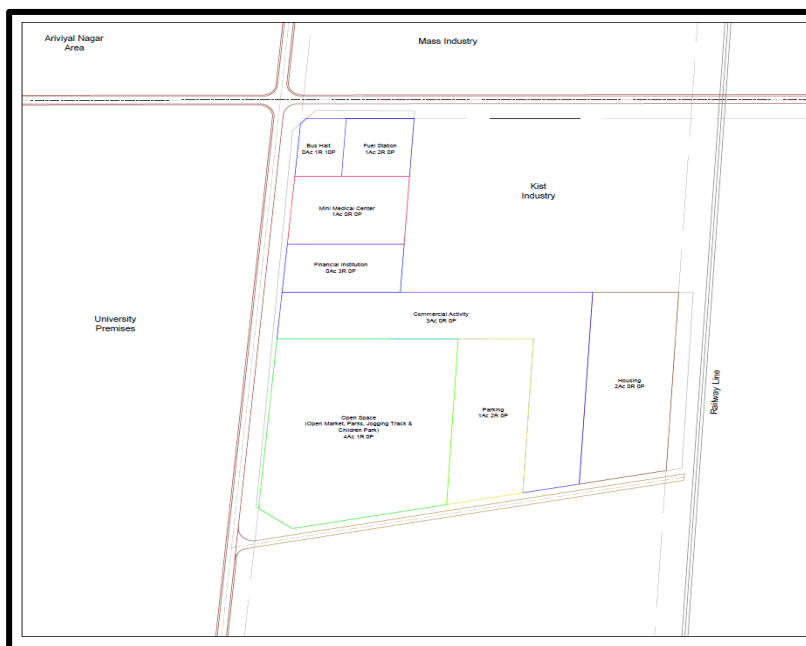 Ariviyal Nagar
Area
Mass Industry
Bus Halt
0Ac 1R 10P
Fuel Station
1Ac 2R 0P
Mini Medical Center
1Ac 0R 0P
Kist
Industry
Financial Institution
0Ac 3R 0P
University
Premises
Commercial Activity
3Ac 0R 0P
Housing
2Ac 0R 0P
Railway Line
Parking
1Ac 2R 0P
Open Space
(Open Market, Parks, Jogging Track &
Children Park)
4Ac 1R 0P